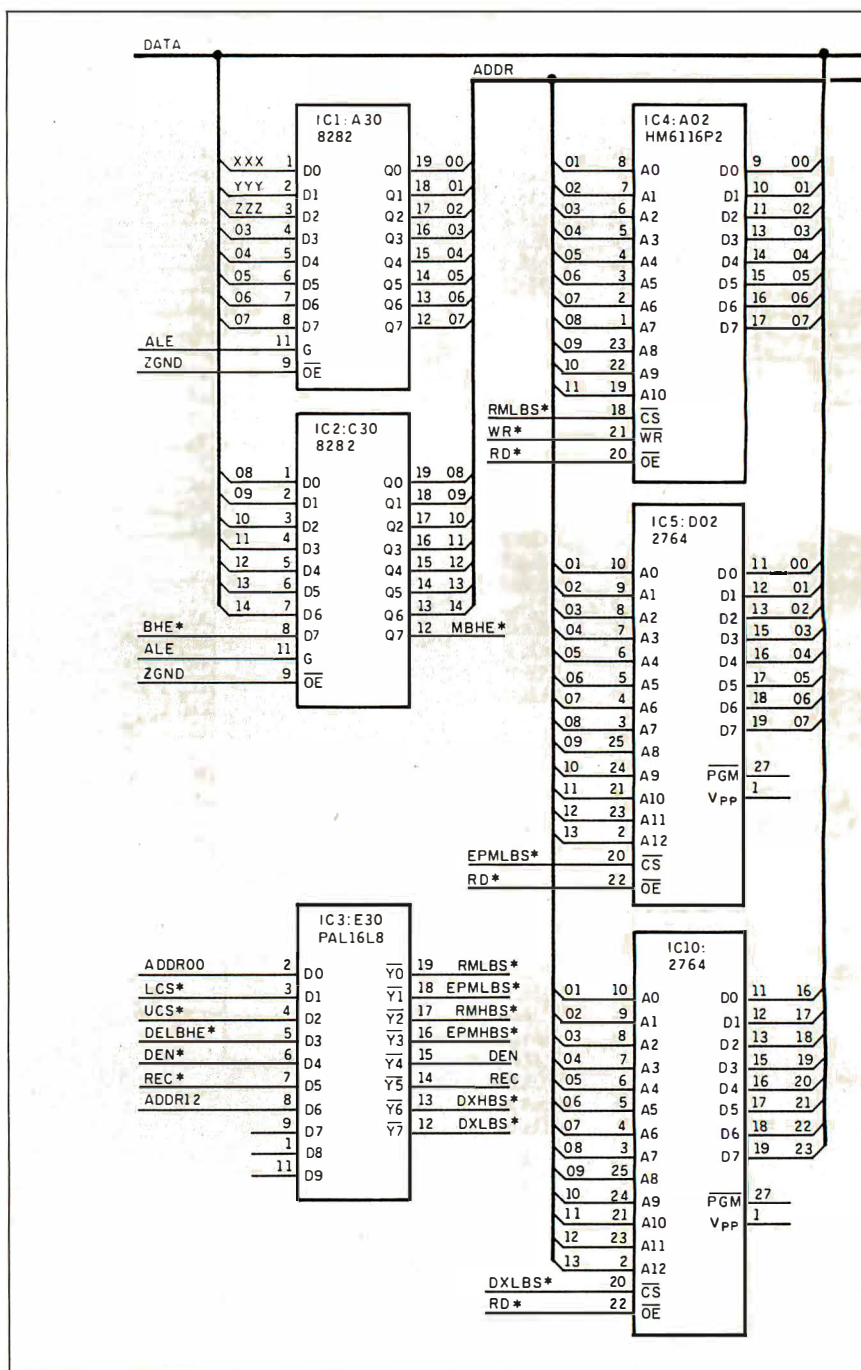 DATA
ADDR
IC1:A30
8282
XXX 1 D0 Q0 19 00
YYY 2 D1 Q1 18 01
ZZZ 3 D2 Q2 17 02
03 4 D3 Q3 16 03
04 5 D4 Q4 15 04
05 6 D5 Q5 14 05
06 7 D6 Q6 13 06
07 8 D7 Q7 12 07
ALE 11 G
ZGND 9 OE
IC2:C30
8282
08 1 D0 Q0 19 08
09 2 D1 Q1 18 09
10 3 D2 Q2 17 10
11 4 D3 Q3 16 11
12 5 D4 Q4 15 12
13 6 D5 Q5 14 13
14 7 D6 Q6 13 14
BHE* 8 D7 Q7 12 MBHE*
ALE 11 G
ZGND 9 OE
IC3:E30
PAL16L8
ADDR00 2 D0 Y0 19 RMLBS*
LCS* 3 D1 Y1 18 EPMLBS*
UCS* 4 D2 Y2 17 RMHBS*
DELBHE* 5 D3 Y3 16 EPMHBS*
DEN* 6 D4 Y4 15 DEN
REC* 7 D5 Y5 14 REC
ADDR12 8 D6 Y6 13 DXHBS*
9 D7 Y7 12 DXLBS*
1 D8
11 D9
IC4:A02
HM6116P2
01 8 A0 D0 9 00
02 7 A1 D1 10 01
03 6 A2 D2 11 02
04 5 A3 D3 13 03
05 4 A4 D4 14 04
06 3 A5 D5 15 05
07 2 A6 D6 16 06
08 1 A7 D7 17 07
09 23 A8
10 22 A9
11 19 A10
RMLBS* 18 CS
WR* 21 WR
RD* 20 OE
IC5:D02
2764
01 10 A0 D0 11 00
02 9 A1 D1 12 01
03 8 A2 D2 13 02
04 7 A3 D3 15 03
05 6 A4 D4 16 04
06 5 A5 D5 17 05
07 4 A6 D6 18 06
08 3 A7 D7 19 07
09 25 A8
10 24 A9 PGM 27
11 21 A10 VPP 1
12 23 A11
13 2 A12
EPMLBS* 20 CS
RD* 22 OE
IC10:
2764
01 10 A0 D0 11 16
02 9 A1 D1 12 17
03 8 A2 D2 13 18
04 7 A3 D3 15 19
05 6 A4 D4 16 20
06 5 A5 D5 17 21
07 4 A6 D6 18 22
08 3 A7 D7 19 23
09 25 A8
10 24 A9 PGM 27
11 21 A10 VPP 1
12 23 A11
13 2 A12
DXLBS* 20 CS
RD* 22 OE